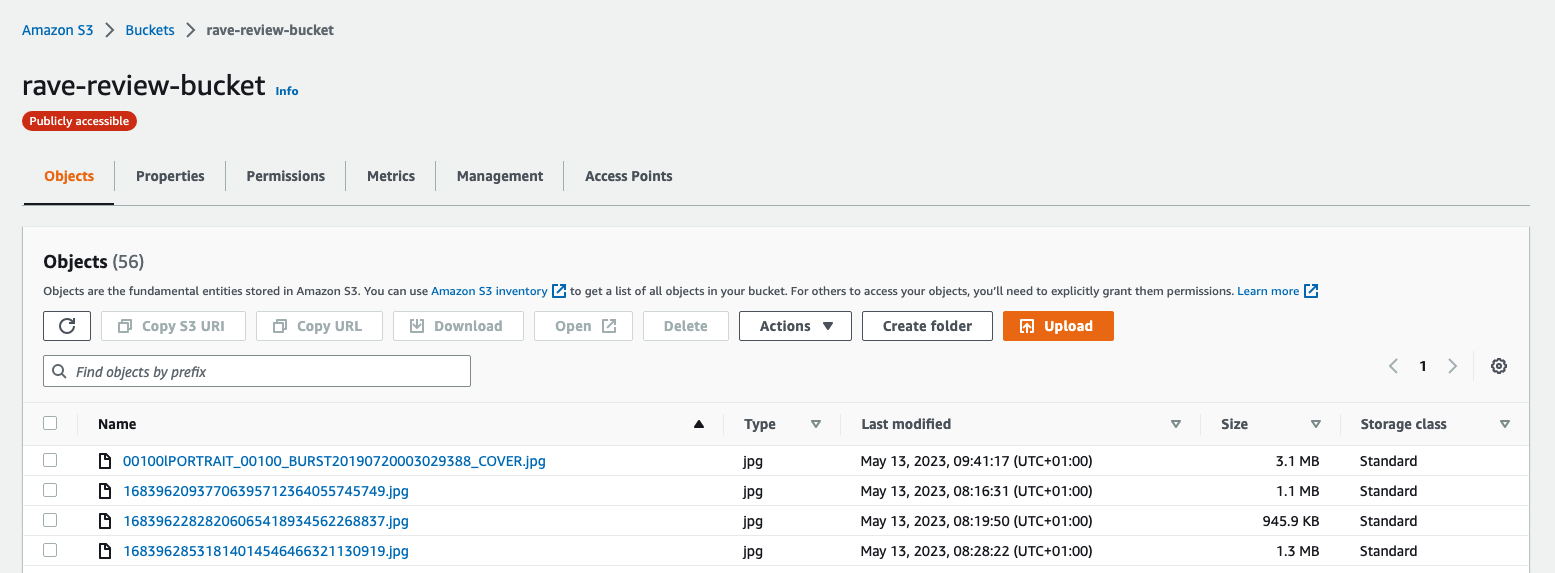 Amazon S3 > Buckets > rave-review-bucket
rave-review-bucket Info
Publicly accessible
Objects Properties Permissions Metrics Management Access Points
Objects (56)
Objects are the fundamental entities stored in Amazon S3. You can use Amazon S3 inventory to get a list of all objects in your bucket. For others to access your objects, you'll need to explicitly grant them permissions. Learn more
Copy S3 URI Copy URL Download Open Delete Actions Create folder Upload
Find objects by prefix
1
Name Type Last modified Size Storage class
00100lPORTRAIT_00100_BURST20190720003029388_COVER.jpg jpg May 13, 2023, 09:41:17 (UTC+01:00) 3.1 MB Standard
16839620937706395712364055745749.jpg jpg May 13, 2023, 08:16:31 (UTC+01:00) 1.1 MB Standard
16839622828206065418934562268837.jpg jpg May 13, 2023, 08:19:50 (UTC+01:00) 945.9 KB Standard
16839628531814014546466321130919.jpg jpg May 13, 2023, 08:28:22 (UTC+01:00) 1.3 MB Standard